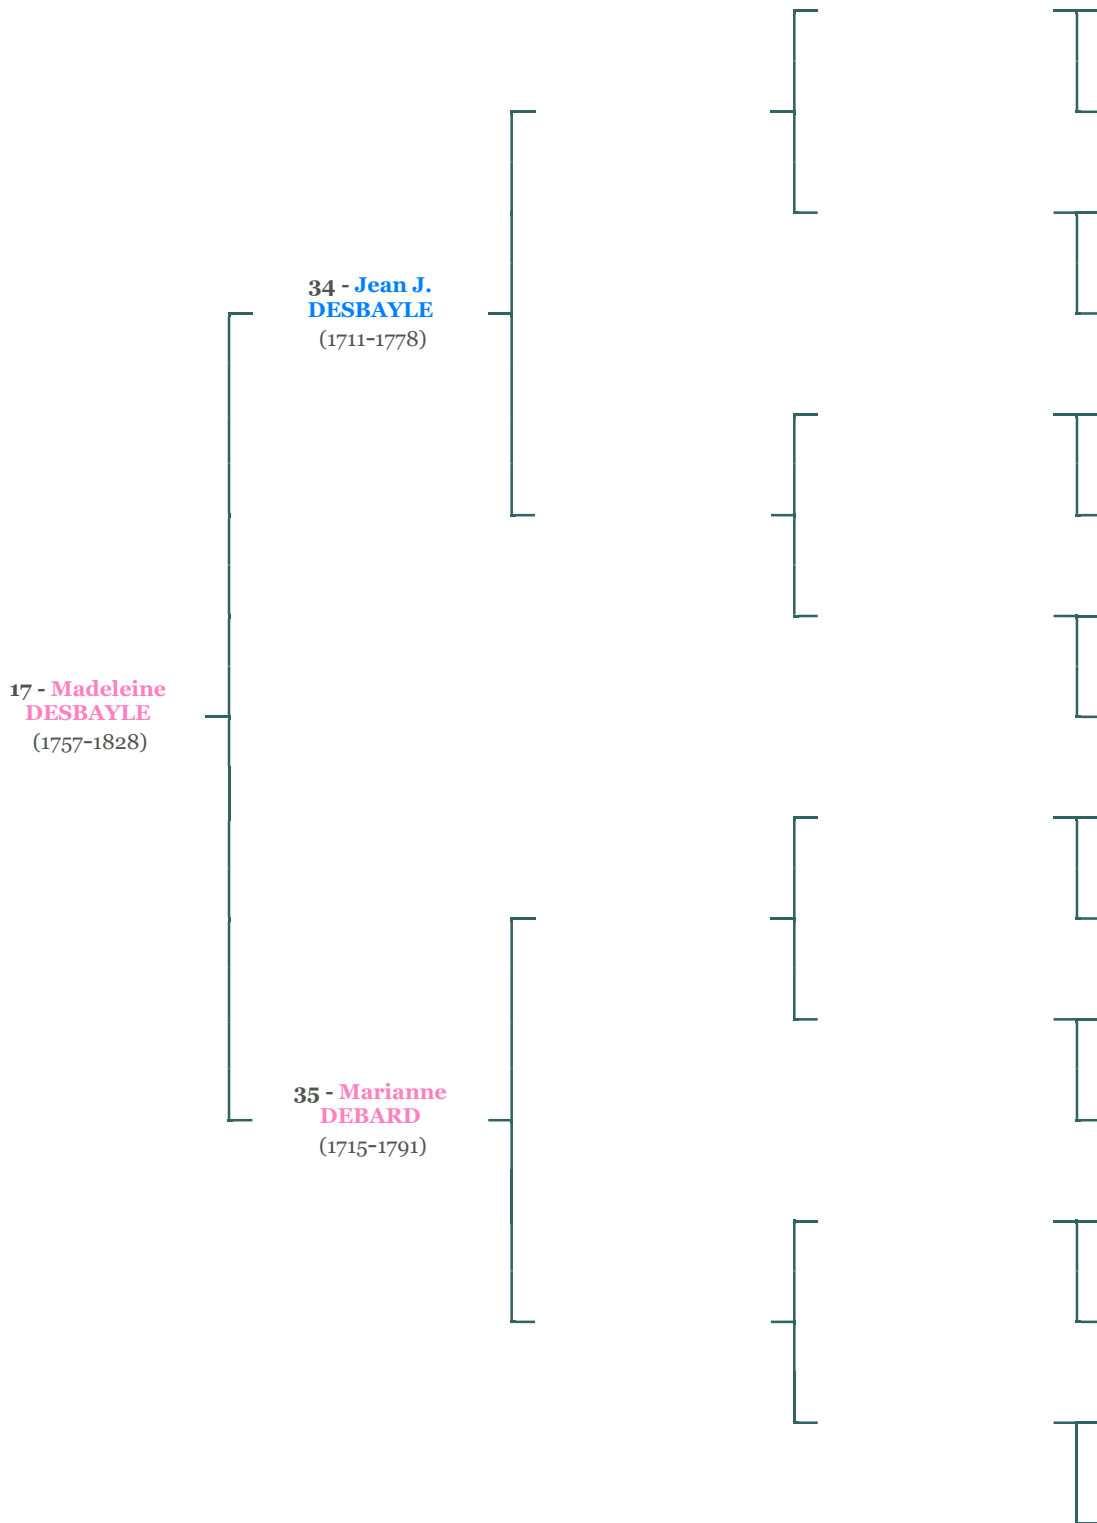 34 - Jean J.
DESBAYLE
(1711-1778)
17 - Madeleine
DESBAYLE
(1757-1828)
35 - Marianne
DEBARD
(1715-1791)